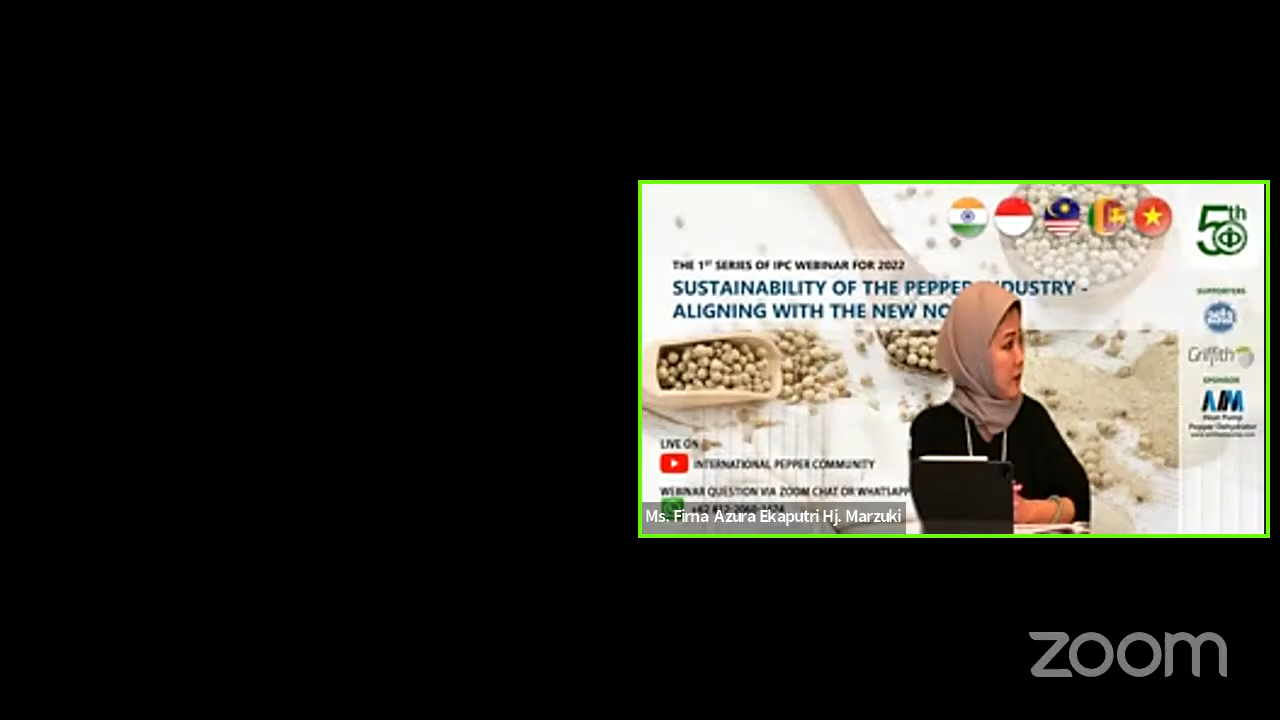 THE 1ST SERIES OF IPC WEBINAR FOR 2022
SUSTAINABILITY OF THE PEPPER INDUSTRY -
ALIGNING WITH THE NEW NO
50th
SUPPORTERS
asta
Griffith
SPONSOR
AIM
Pepper Dehydrator
LIVE ON
INTERNATIONAL PEPPER COMMUNITY
WEBINAR QUESTION VIA ZOOM CHAT OR WHATSAPP
Ms. Firna Azura Ekaputri Hj. Marzuki
zoom